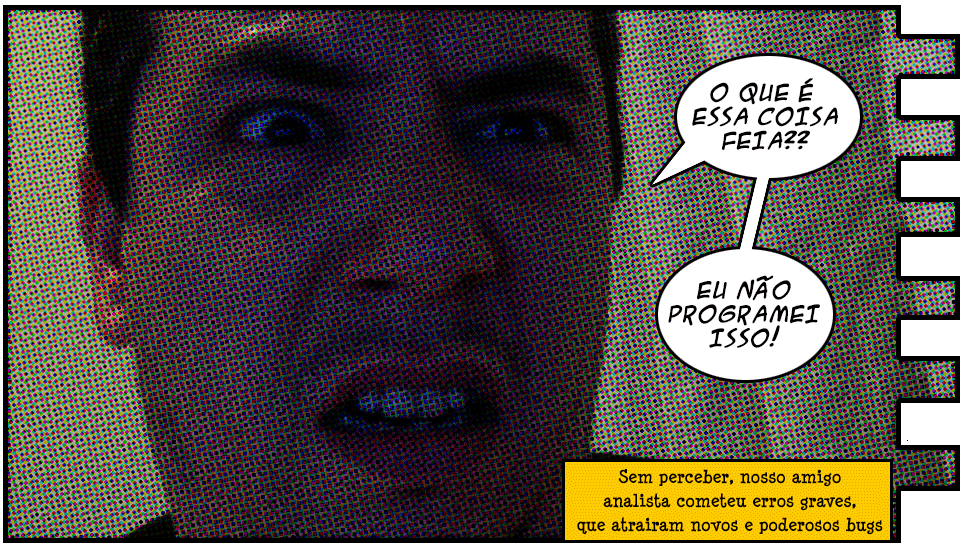 O QUE É
ESSA COISA
FEIA??
EU NÃO
PROGRAMEI
ISSO!
Sem perceber, nosso amigo
analista cometeu erros graves,
que atrairam novos e poderosos bugs